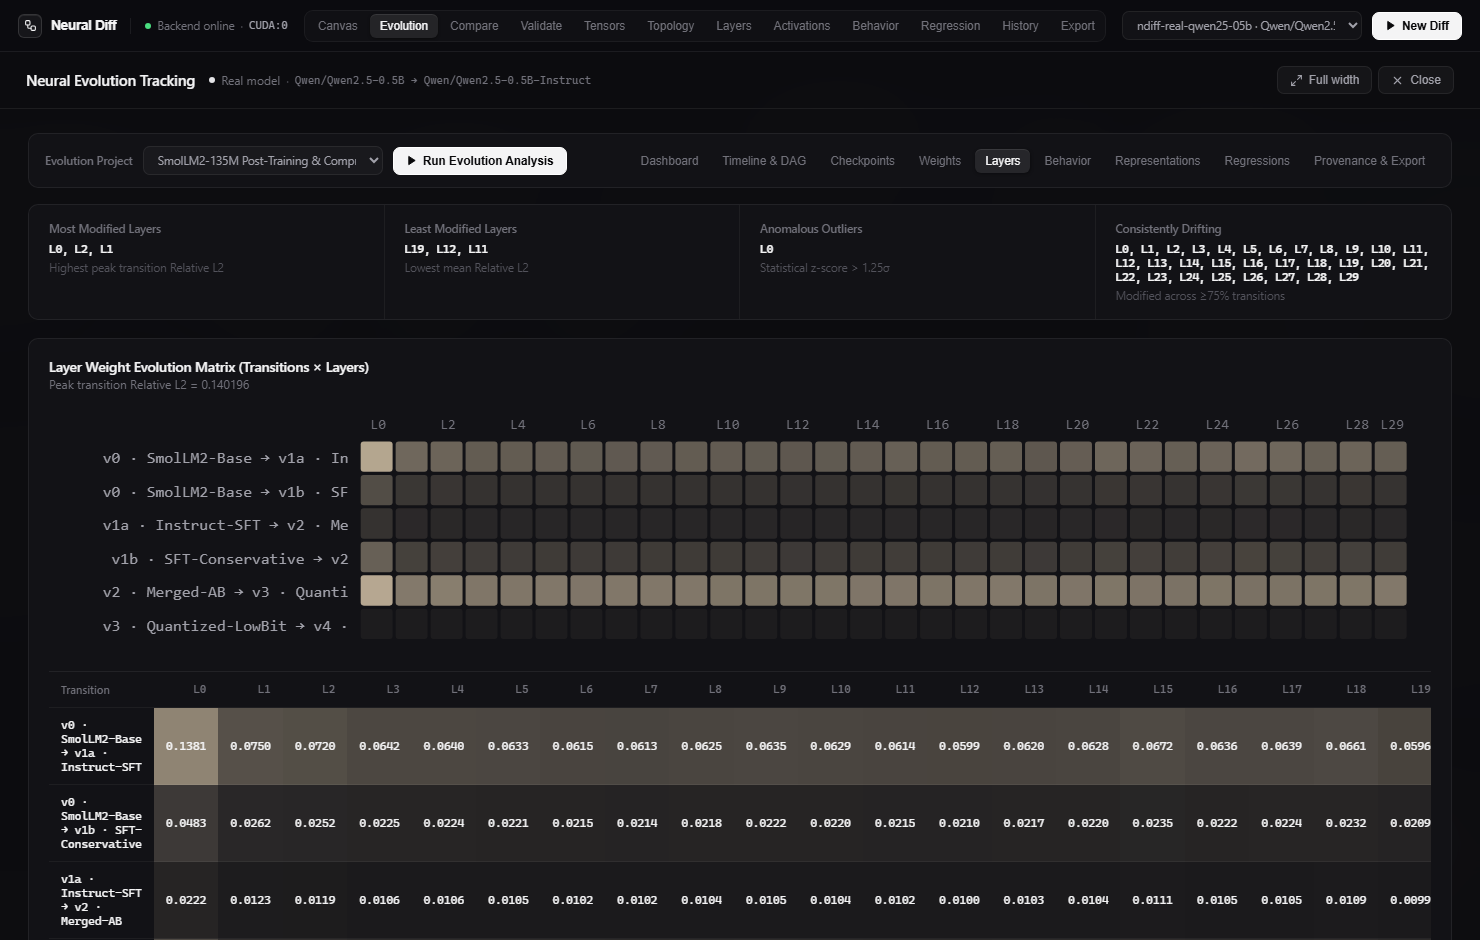 Neural Diff
Backend online · CUDA:0
Canvas Evolution Compare Validate Tensors Topology Layers Activations Behavior Regression History Export
ndiff-real-qwen25-05b · Qwen/Qwen2.!
New Diff
Neural Evolution Tracking
Real model · Qwen/Qwen2.5-0.5B → Qwen/Qwen2.5-0.5B-Instruct
Full width
Close
Evolution Project
SmolLM2-135M Post-Training & Compr
Run Evolution Analysis
Dashboard Timeline & DAG Checkpoints Weights Layers Behavior Representations Regressions Provenance & Export
Most Modified Layers
L0, L2, L1
Highest peak transition Relative L2
Least Modified Layers
L19, L12, L11
Lowest mean Relative L2
Anomalous Outliers
L0
Statistical z-score > 1.25σ
Consistently Drifting
L0, L1, L2, L3, L4, L5, L6, L7, L8, L9, L10, L11,
L12, L13, L14, L15, L16, L17, L18, L19, L20, L21,
L22, L23, L24, L25, L26, L27, L28, L29
Modified across ≥75% transitions
Layer Weight Evolution Matrix (Transitions × Layers)
Peak transition Relative L2 = 0.140196
L0 L2 L4 L6 L8 L10 L12 L14 L16 L18 L20 L22 L24 L26 L28 L29
v0 · SmolLM2-Base → v1a · In
v0 · SmolLM2-Base → v1b · SF
v1a · Instruct-SFT → v2 · Me
v1b · SFT-Conservative → v2
v2 · Merged-AB → v3 · Quanti
v3 · Quantized-LowBit → v4 ·
Transition L0 L1 L2 L3 L4 L5 L6 L7 L8 L9 L10 L11 L12 L13 L14 L15 L16 L17 L18 L19
v0 ·
SmolLM2-Base
→ v1a ·
Instruct-SFT
0.1381 0.0750 0.0720 0.0642 0.0640 0.0633 0.0615 0.0613 0.0625 0.0635 0.0629 0.0614 0.0599 0.0620 0.0628 0.0672 0.0636 0.0639 0.0661 0.0596
v0 ·
SmolLM2-Base
→ v1b · SFT-
Conservative
0.0483 0.0262 0.0252 0.0225 0.0224 0.0221 0.0215 0.0214 0.0218 0.0222 0.0220 0.0215 0.0210 0.0217 0.0220 0.0235 0.0222 0.0224 0.0232 0.0209
v1a ·
Instruct-SFT
→ v2 ·
Merged-AB
0.0222 0.0123 0.0119 0.0106 0.0106 0.0105 0.0102 0.0102 0.0104 0.0105 0.0104 0.0102 0.0100 0.0103 0.0104 0.0111 0.0105 0.0105 0.0109 0.0099